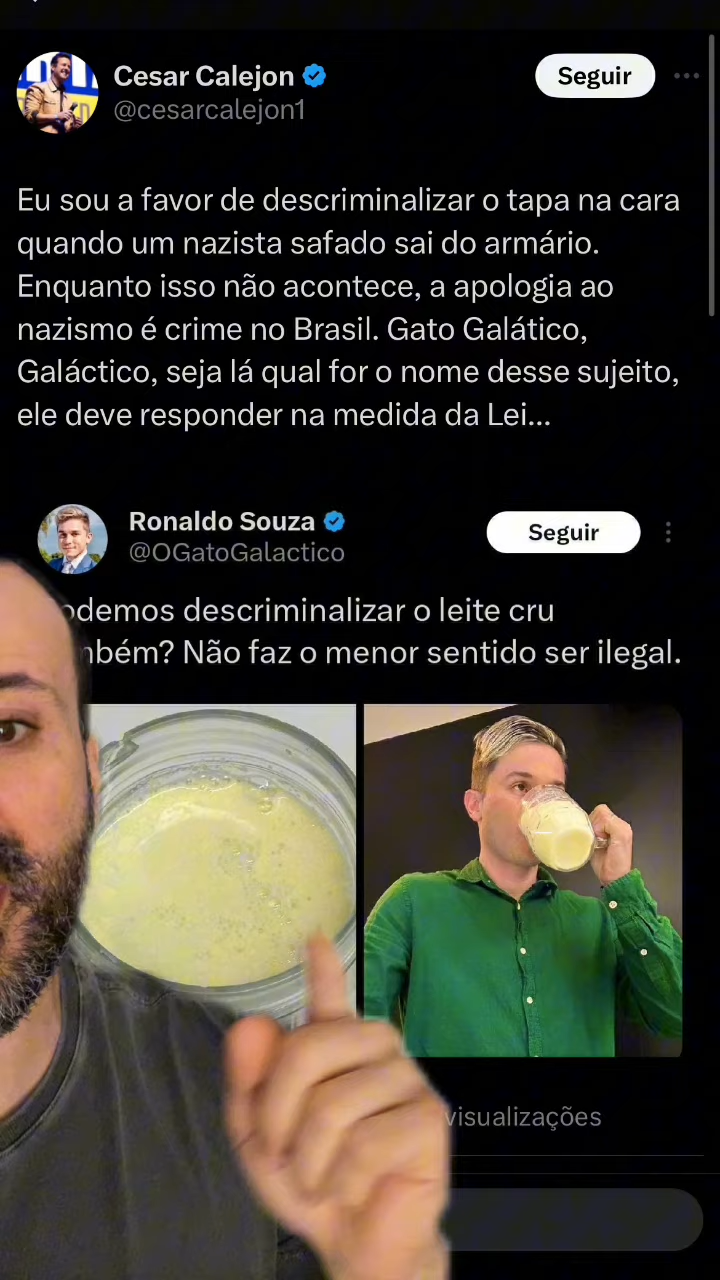 Cesar Calejon
Seguir
@cesarcalejon1
Eu sou a favor de descriminalizar o tapa na cara
quando um nazista safado sai do armário.
Enquanto isso não acontece, a apologia ao
nazismo é crime no Brasil. Gato Galático,
Galáctico, seja lá qual for o nome desse sujeito,
ele deve responder na medida da Lei...
Ronaldo Souza
Seguir
@OGatoGalactico
odemos descriminalizar o leite cru
mbém? Não faz o menor sentido ser ilegal.
visualizações